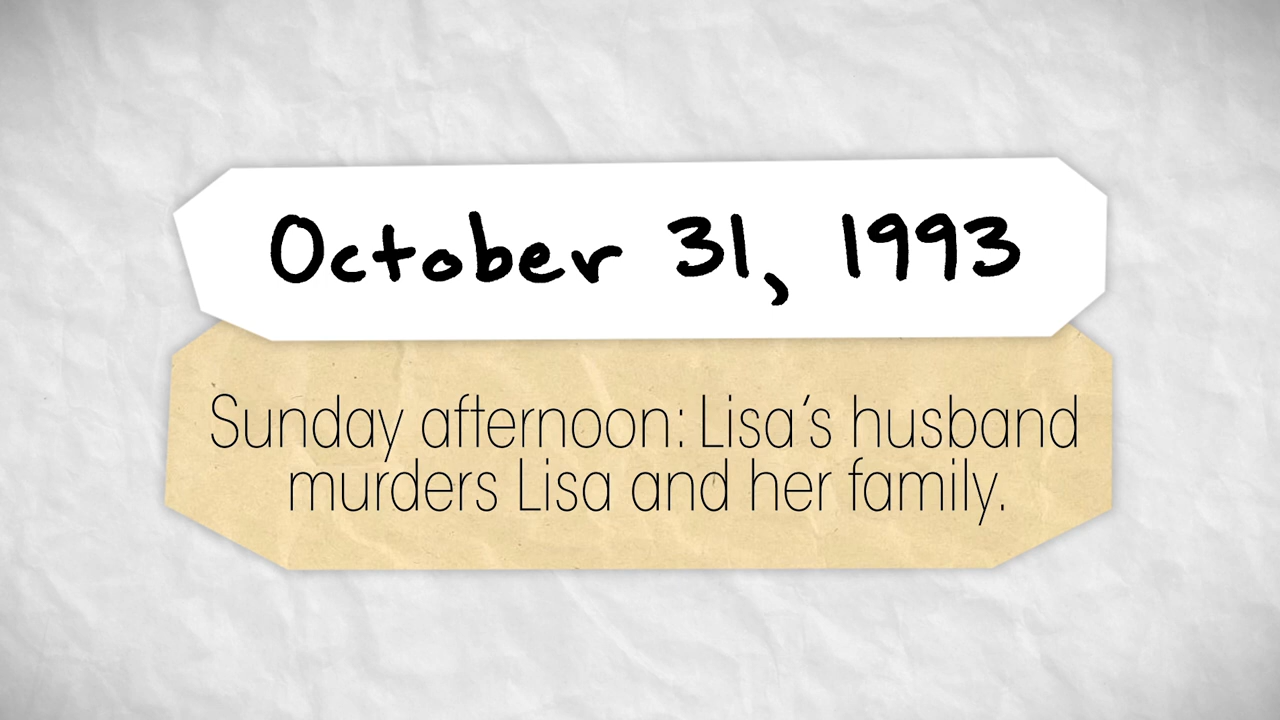 October 31, 1993
Sunday afternoon: Lisa's husband
murders Lisa and her family.